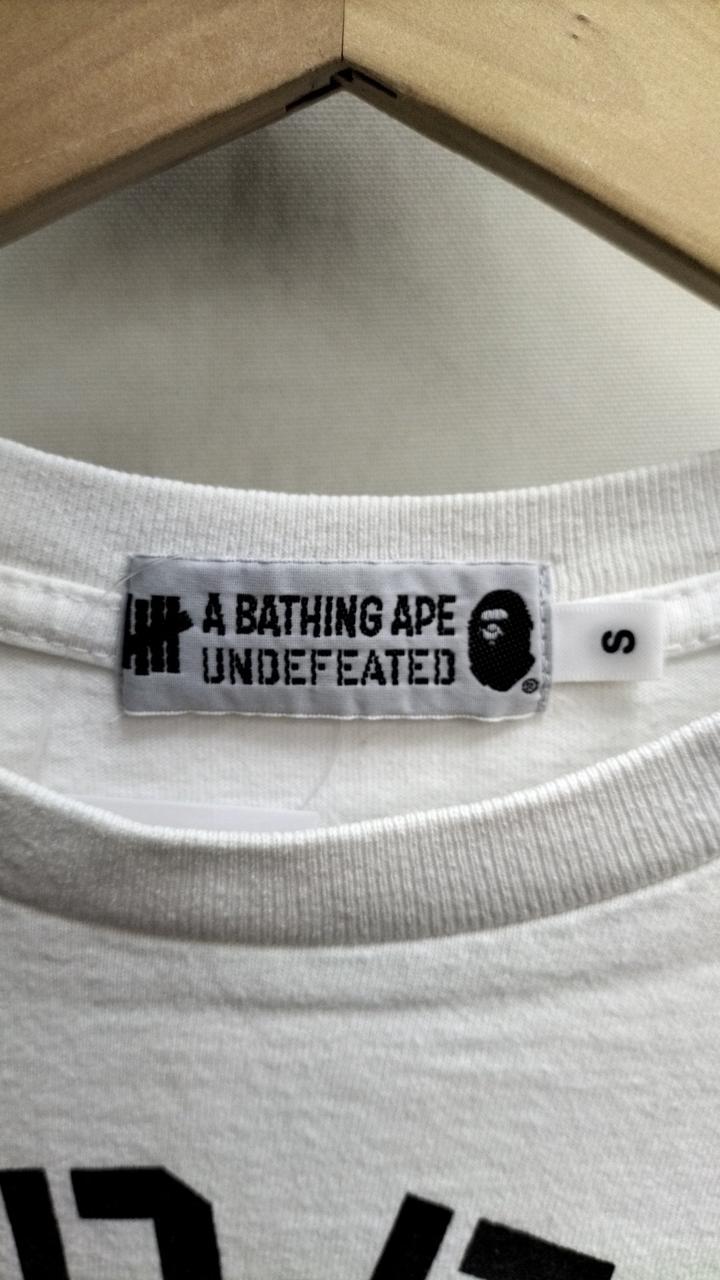 A BATHING APE
UNDEFEATED
®
S